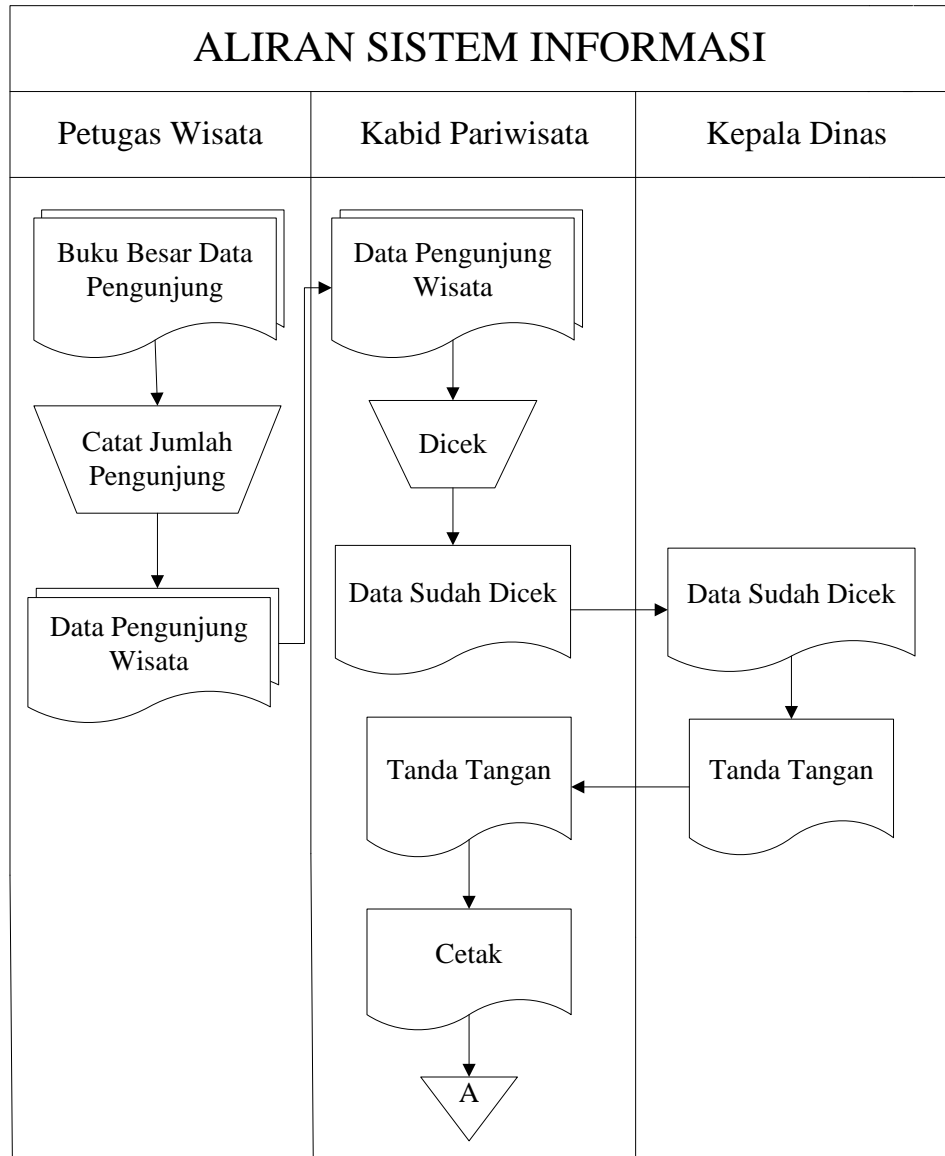 ALIRAN SISTEM INFORMASI
Petugas Wisata
Kabid Pariwisata
Kepala Dinas
Buku Besar Data
Pengunjung
Catat Jumlah
Pengunjung
Data Pengunjung
Wisata
Data Pengunjung
Wisata
Dicek
Data Sudah Dicek
Data Sudah Dicek
Tanda Tangan
Tanda Tangan
Cetak
A